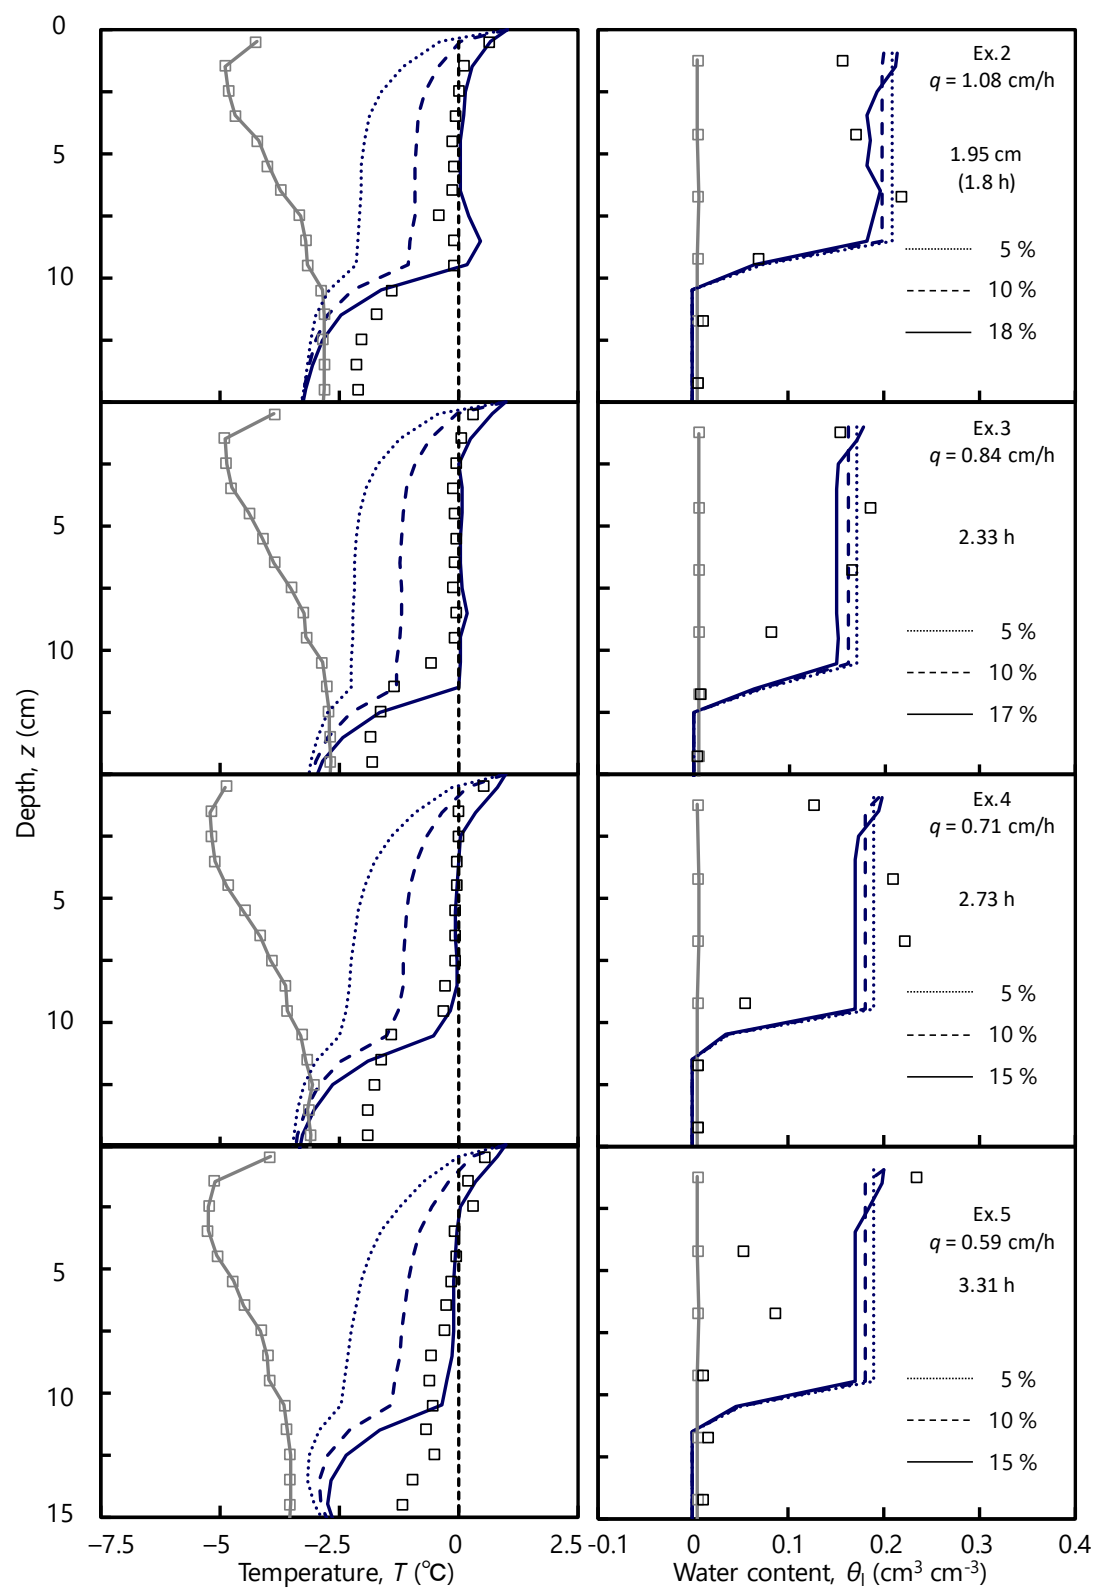 0
5
10
5
10
5
10
5
10
15
Depth, z (cm)
−7.5 −2.5 0 2.5
Temperature, T (℃)
Ex.2
q = 1.08 cm/h
1.95 cm
(1.8 h)
5 %
10 %
18 %
Ex.3
q = 0.84 cm/h
2.33 h
5 %
10 %
17 %
Ex.4
q = 0.71 cm/h
2.73 h
5 %
10 %
15 %
Ex.5
q = 0.59 cm/h
3.31 h
5 %
10 %
15 %
-0.1 0 0.1 0.2 0.3 0.4
Water content, θl (cm³ cm⁻³)